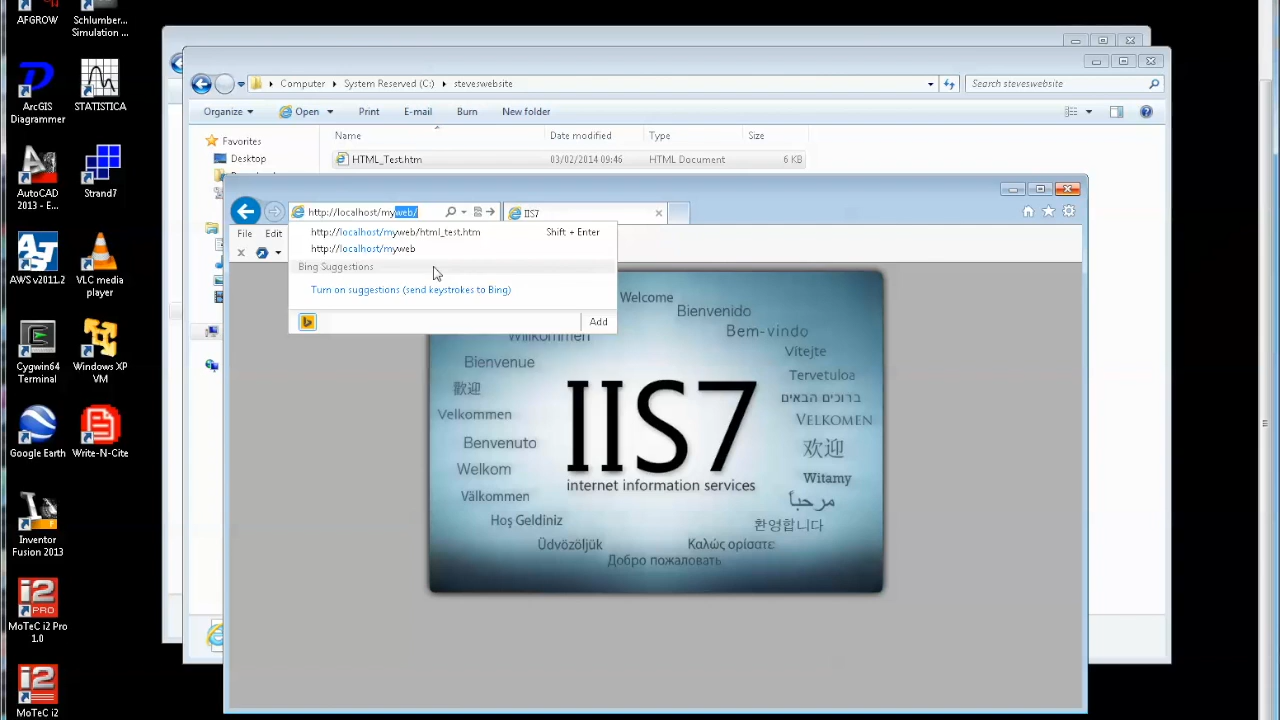 AFGROW
Schlumber...
Simulation ...
ArcGIS
Diagrammer
STATISTICA
AutoCAD
2013 - E...
Strand7
AWS v2011.2
VLC media
player
Cygwin64
Terminal
Windows XP
VM
Google Earth
Write-N-Cite
Inventor
Fusion 2013
MoTeC i2 Pro
1.0
MoTeC i2
Computer
System Reserved (C:)
steveswebsite
Search steveswebsite
Organize
Open
Print
E-mail
Burn
New folder
Favorites
Desktop
Name
Date modified
Type
Size
HTML_Test.htm
03/02/2014 09:46
HTML Document
6 KB
http://localhost/myweb/
IIS7
File
Edit
http://localhost/myweb/html_test.htm
Shift + Enter
http://localhost/myweb
Bing Suggestions
Turn on suggestions (send keystrokes to Bing)
Add
Welcome
Bienvenido
Willkommen
Bem-vindo
Bienvenue
Vítejte
歓迎
Tervetuloa
ברוכים הבאים
Velkommen
VELKOMEN
Benvenuto
欢迎
Welkom
Witamy
Välkommen
مرحباً
Hoş Geldiniz
환영합니다
Üdvözöljük
Καλώς ορίσατε
Добро пожаловать
IIS7
internet information services